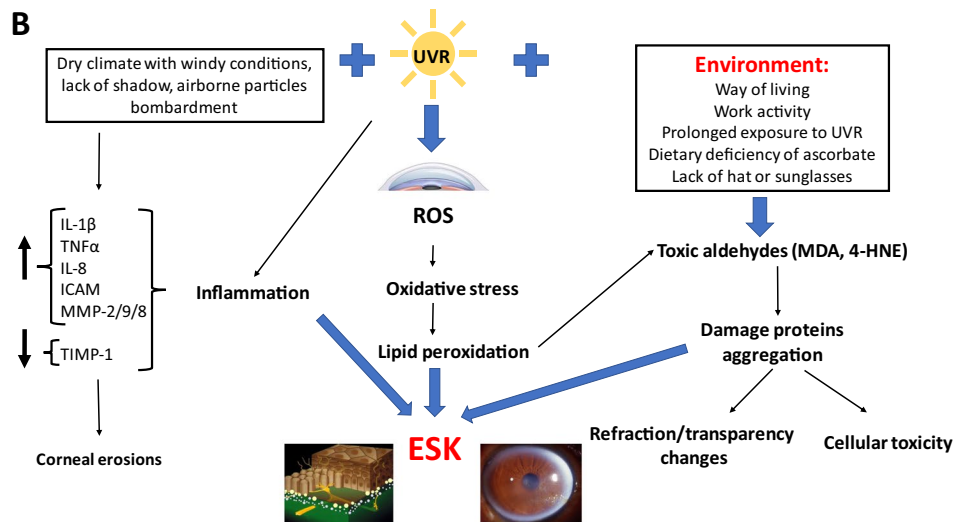 B
Dry climate with windy conditions,
lack of shadow, airborne particles
bombardment
UVR
Environment:
Way of living
Work activity
Prolonged exposure to UVR
Dietary deficiency of ascorbate
Lack of hat or sunglasses
IL-1β
TNFα
IL-8
ICAM
MMP-2/9/8
TIMP-1
Corneal erosions
Inflammation
ROS
Oxidative stress
Lipid peroxidation
ESK
Toxic aldehydes (MDA, 4-HNE)
Damage proteins
aggregation
Refraction/transparency
changes
Cellular toxicity